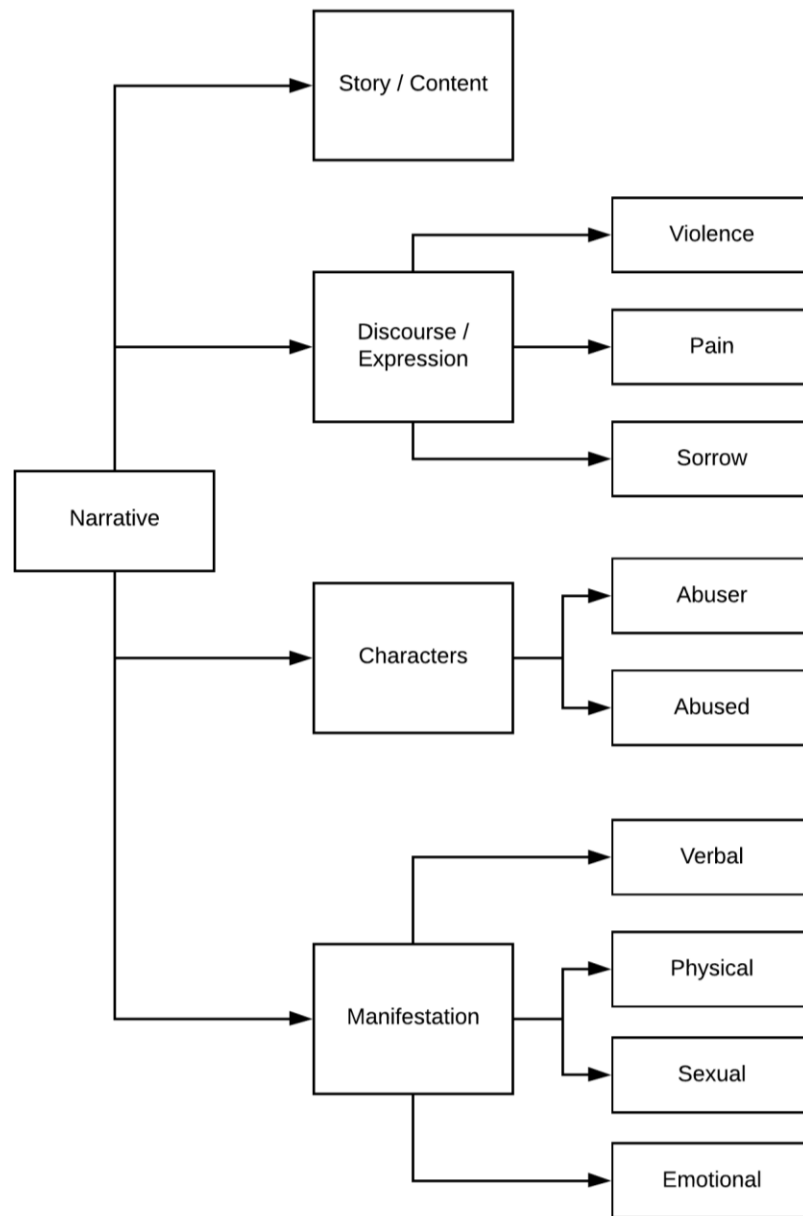 Story / Content
Violence
Discourse /
Expression
Pain
Sorrow
Narrative
Characters
Abuser
Abused
Verbal
Manifestation
Physical
Sexual
Emotional